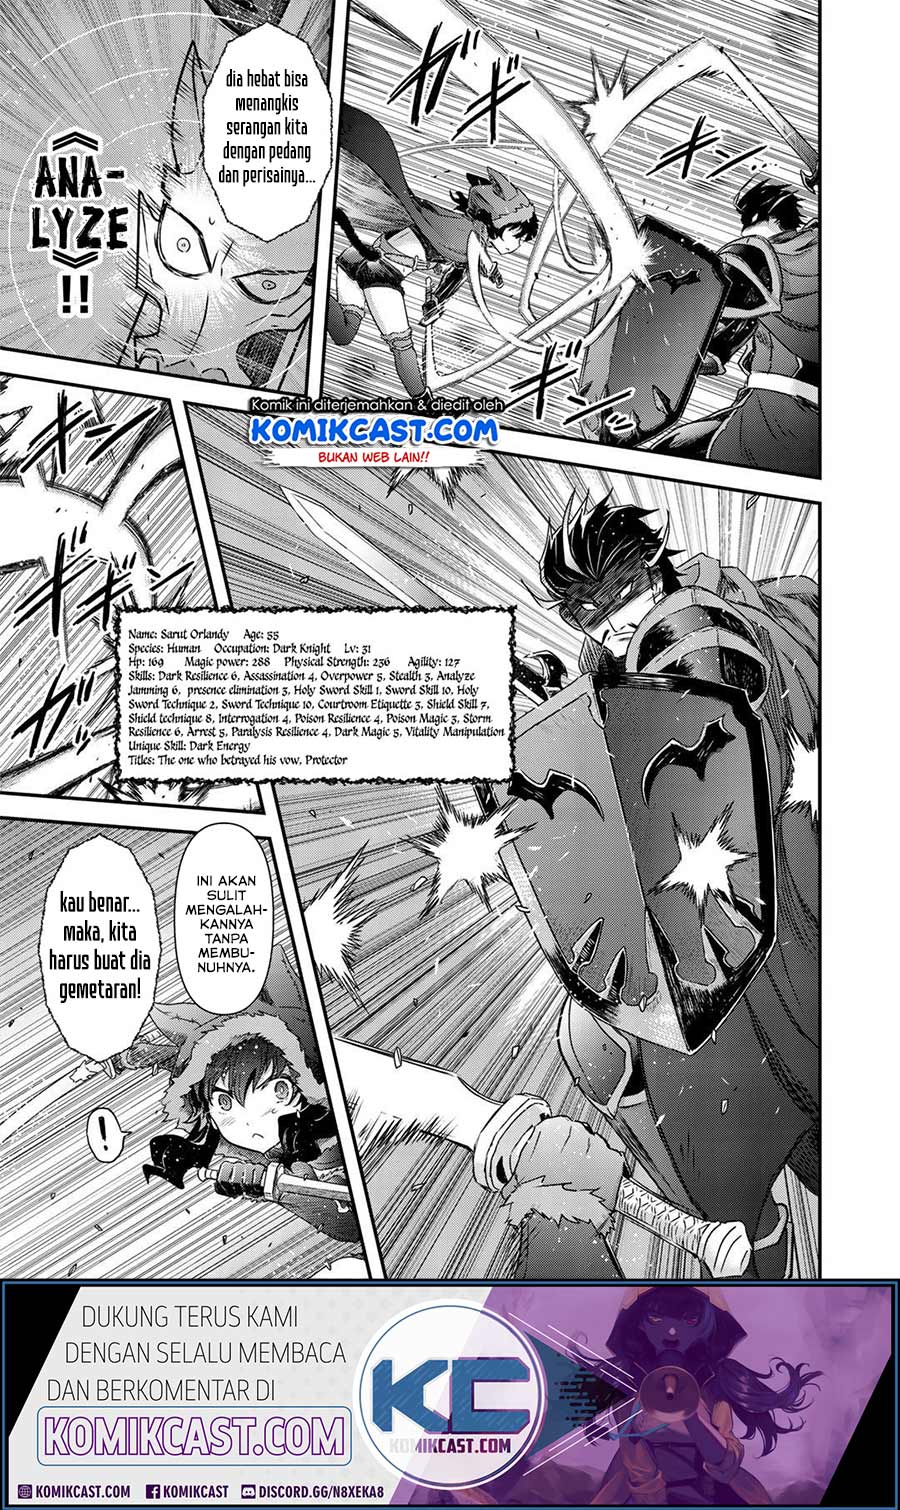 dia hebat bisa
menangkis
serangan kita
dengan pedang
dan perisainya...
《ANA-
LYZE》
!!
ギン
ギン
Komik ini diterjemahkan & diedit oleh
KOMIKCAST.COM
BUKAN WEB LAIN!!
ギン
ギン
Name: Sarut Orlandy Age: 55
Species: Human Occupation: Dark Knight Lv: 31
Hp: 169 Magic power: 288 Physical Strength: 236 Agility: 127
Skills: Dark Resilience 6, Assassination 4, Overpower 5, Stealth 3, Analyze
Jamming 6, presence elimination 3, Holy Sword Skill 1, Sword Skill 10, Holy
Sword Technique 2, Sword Technique 10, Courtroom Etiquette 3, Shield Skill 7,
Shield technique 8, Interrogation 4, Poison Resilience 4, Poison Magic 3, Storm
Resilience 6, Arrest 5, Paralysis Resilience 4, Dark Magic 5, Vitality Manipulation
Unique Skill: Dark Energy
Titles: The one who betrayed his vow, Protector
INI AKAN
SULIT
MENGALAH-
KANNYA
TANPA
MEMBU-
NUHNYA.
kau benar...
maka, kita
harus buat dia
gemetaran!
!
DUKUNG TERUS KAMI
DENGAN SELALU MEMBACA
DAN BERKOMENTAR DI
KOMIKCAST.COM
KC
KOMIKCAST.COM
KOMIKCAST.COM KOMIKCAST DISCORD.GG/N8XEKA8